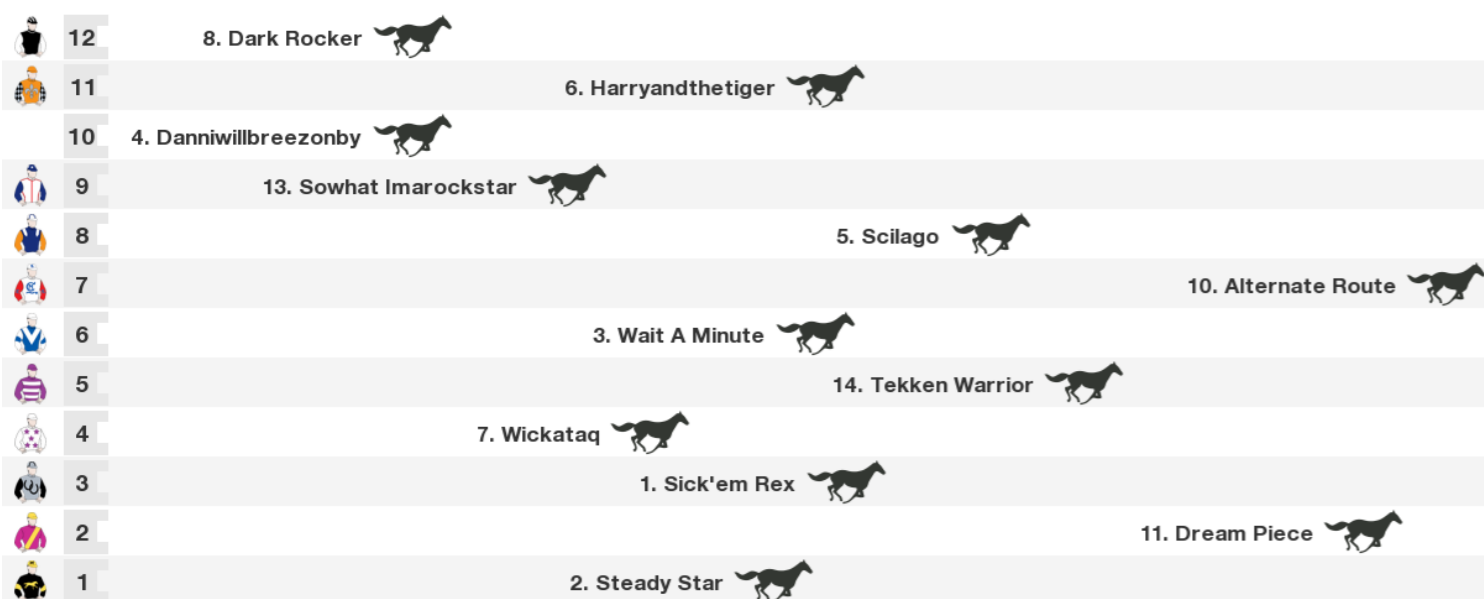 12 8. Dark Rocker
11 6. Harryandthetiger
10 4. Danniwillbreezonby
9 13. Sowhat Imarockstar
8 5. Scilago
7 10. Alternate Route
6 3. Wait A Minute
5 14. Tekken Warrior
4 7. Wickataq
3 1. Sick'em Rex
2 11. Dream Piece
1 2. Steady Star